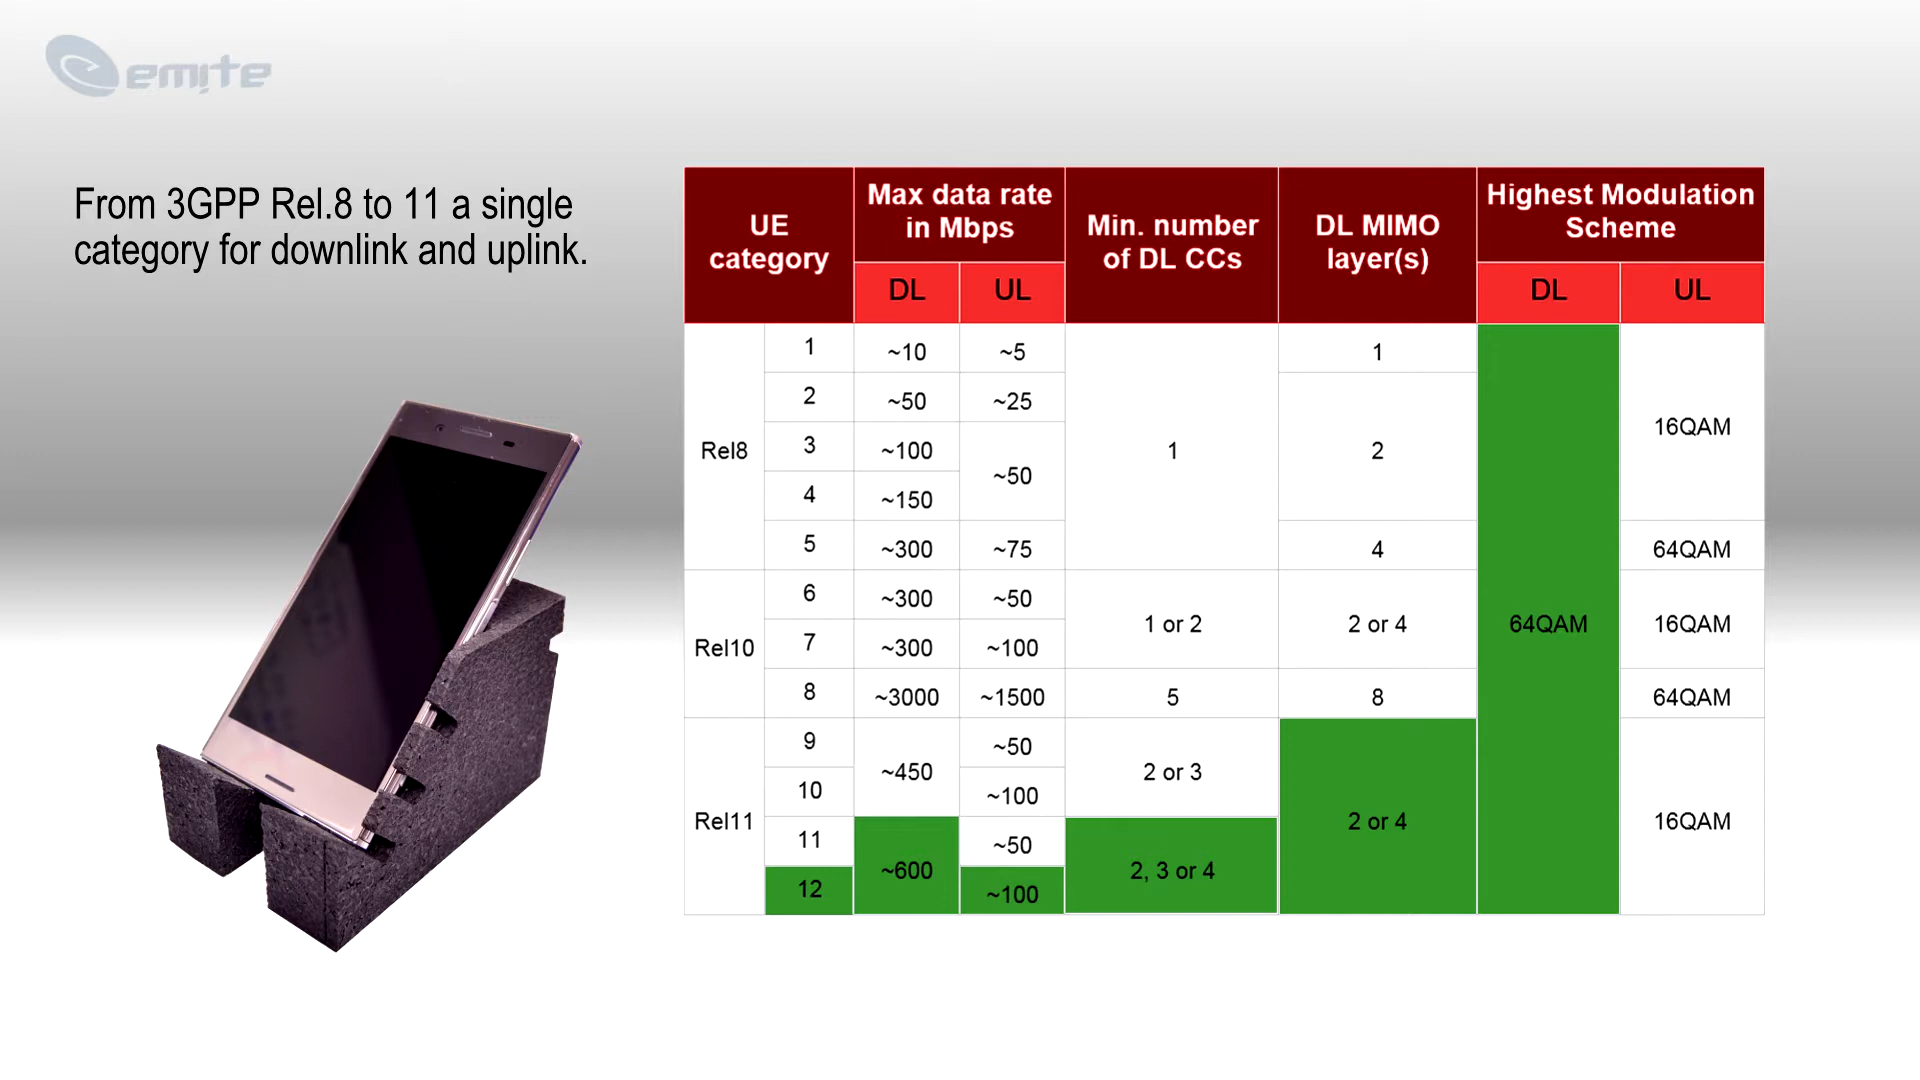 emite
From 3GPP Rel.8 to 11 a single
category for downlink and uplink.
UE
category
Max data rate
in Mbps
Min. number
of DL CCs
DL MIMO
layer(s)
Highest Modulation
Scheme
DL
UL
DL
UL
Rel8
1
~10
~5
1
1
64QAM
16QAM
2
~50
~25
2
3
~100
~50
4
~150
5
~300
~75
4
64QAM
Rel10
6
~300
~50
1 or 2
2 or 4
16QAM
7
~300
~100
8
~3000
~1500
5
8
64QAM
Rel11
9
~450
~50
2 or 3
2 or 4
16QAM
10
~100
11
~600
~50
2, 3 or 4
12
~100